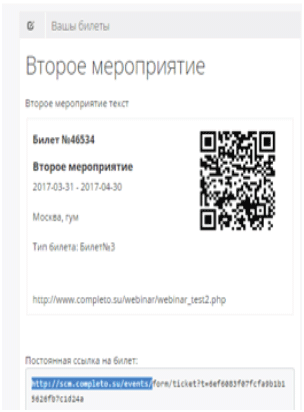 Ваши билеты
Второе мероприятие
Второе мероприятие текст
Билет №46534
Второе мероприятие
2017-03-31 - 2017-04-30
Москва, гум
Тип билета: Билет№3
http://www.completo.su/webinar/webinar_test2.php
Постоянная ссылка на билет:
http://scm.completo.su/events/form/ticket?t=6ef6083f07fcfa9b1b1
5626fb7c1d24a